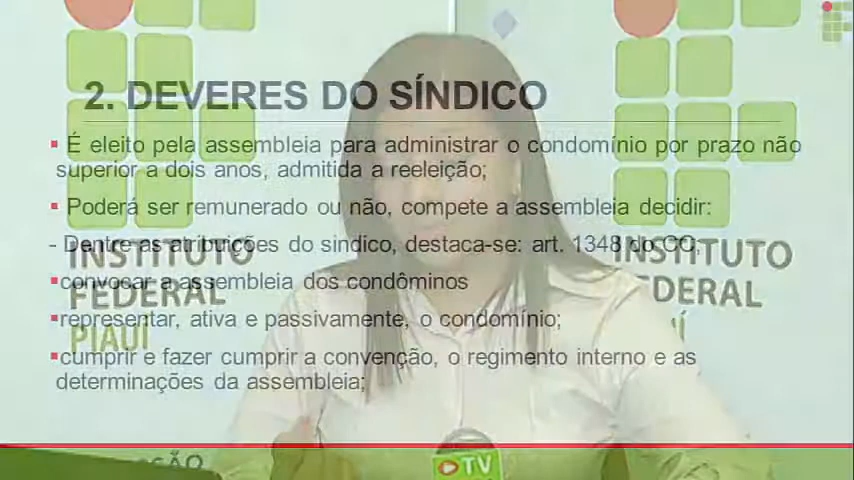 2. DEVERES DO SÍNDICO
É eleito pela assembleia para administrar o condomínio por prazo não
superior a dois anos, admitida a reeleição;
Poderá ser remunerado ou não, compete a assembleia decidir:
- Dentre as atribuições do sindico, destaca-se: art. 1348 do CC,
convocar a assembleia dos condôminos
representar, ativa e passivamente, o condomínio;
cumprir e fazer cumprir a convenção, o regimento interno e as
determinações da assembleia;
INSTITUTO
FEDERAL
PIAUÍ
INSTITUTO
FEDERAL
TV